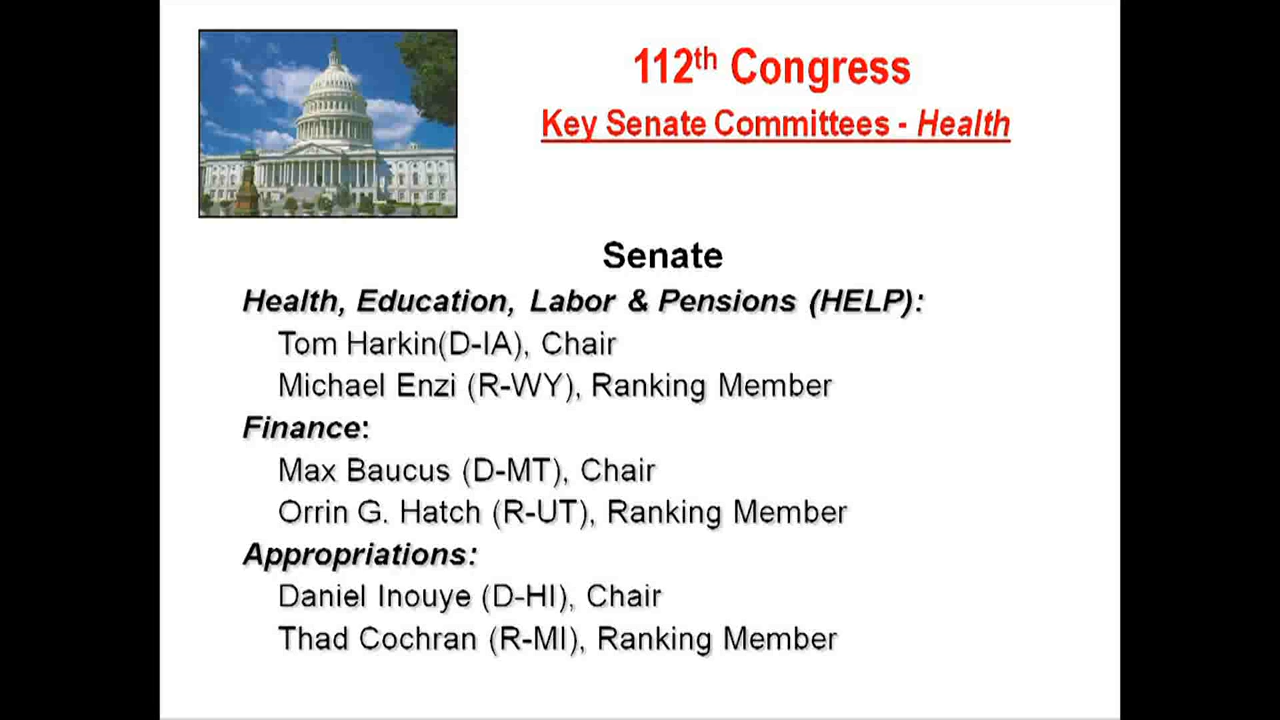 112th Congress
Key Senate Committees - Health
Senate
Health, Education, Labor & Pensions (HELP):
Tom Harkin(D-IA), Chair
Michael Enzi (R-WY), Ranking Member
Finance:
Max Baucus (D-MT), Chair
Orrin G. Hatch (R-UT), Ranking Member
Appropriations:
Daniel Inouye (D-HI), Chair
Thad Cochran (R-MI), Ranking Member